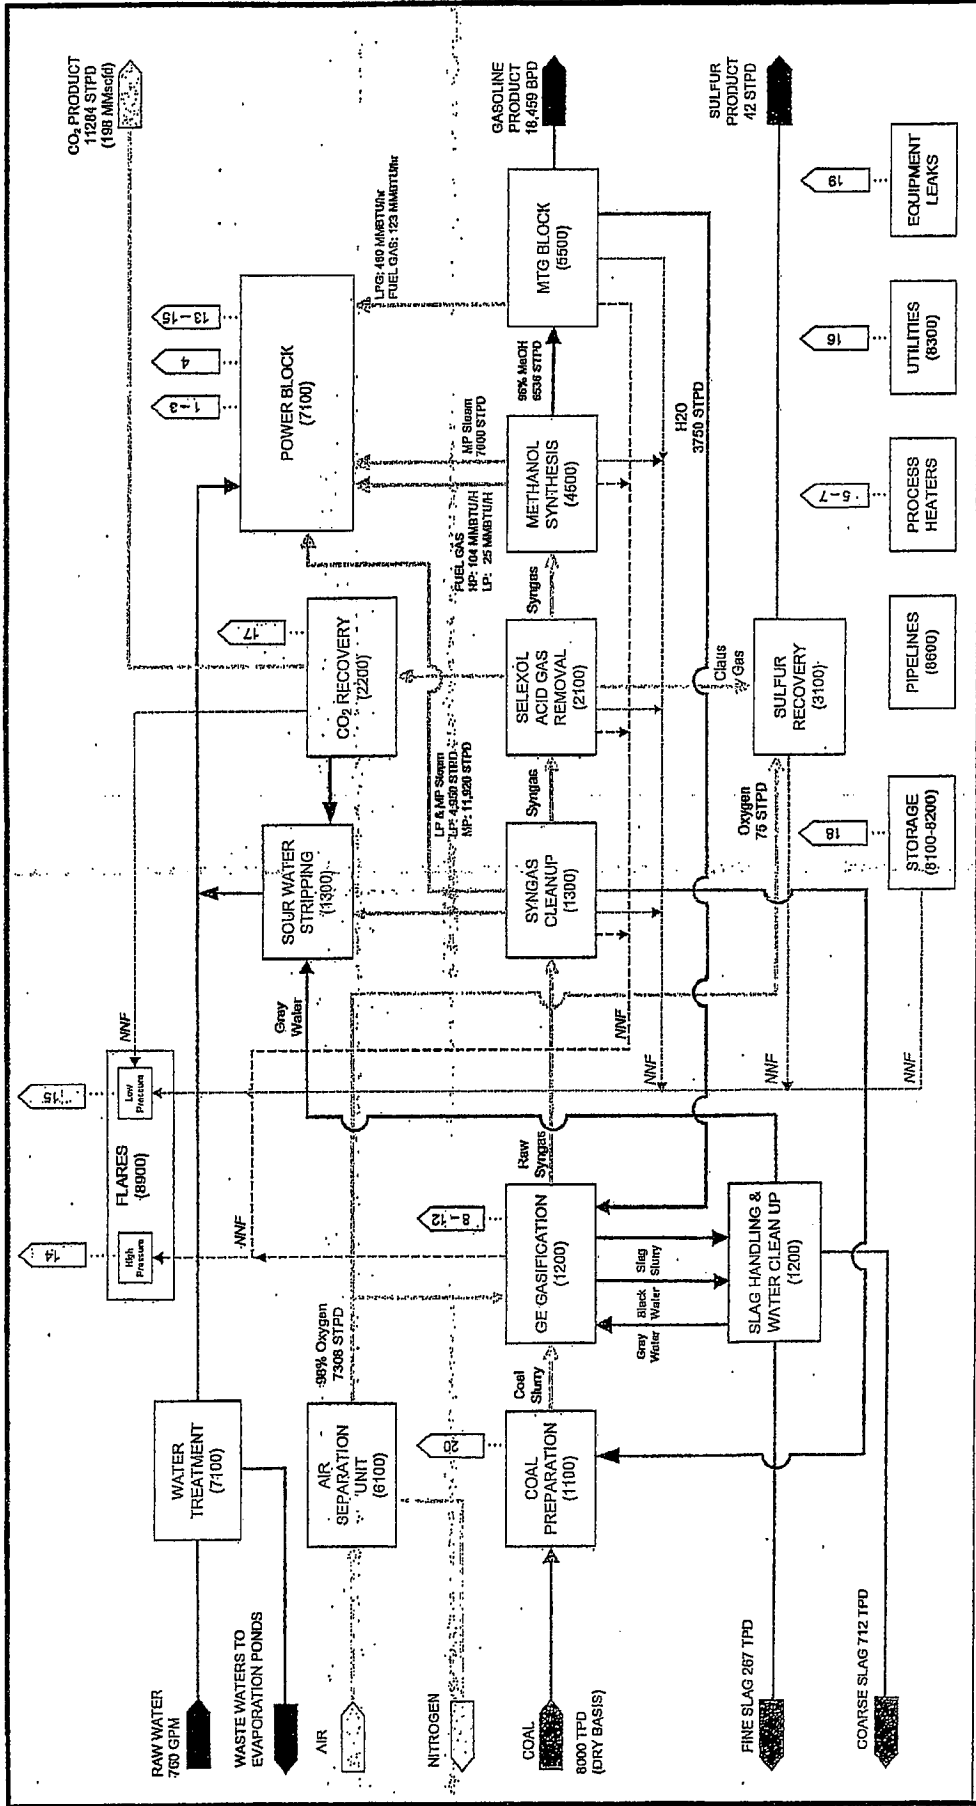 CO₂ PRODUCT
11284 STPD
(198 MMscfd)
GASOLINE
PRODUCT
18,459 BPD
SULFUR
PRODUCT
42 STPD
RAW WATER
760 GPM
WASTE WATERS TO
EVAPORATION PONDS
AIR
NITROGEN
COAL
8000 TPD
(DRY BASIS)
FINE SLAG 267 TPD
COARSE SLAG 712 TPD
WATER
TREATMENT
(7100)
AIR
SEPARATION
UNIT
(6100)
98% Oxygen
7308 STPD
20
COAL
PREPARATION
(1100)
Coal
Slurry
14
15
FLARES
(8900)
High
Pressure
Low
Pressure
NNF
NNF
8-12
GE GASIFICATION
(1200)
Gray
Water
Black
Water
Slag
Slurry
SLAG HANDLING &
WATER CLEAN UP
(1200)
Raw
Syngas
NNF
NNF
NNF
NNF
Gray
Water
SOUR WATER
STRIPPING
(1300)
17
CO₂ RECOVERY
(2200)
LP & MP Steam
LP: 4,950 STPD
MP: 11,920 STPD
SYNGAS
CLEANUP
(1300)
Syngas
SELEXOL
ACID GAS
REMOVAL
(2100)
Syngas
Claus
Gas
Oxygen
75 STPD
SULFUR
RECOVERY
(3100)
1-3
4
13-15
POWER BLOCK
(7100)
FUEL GAS
HP: 104 MMBTU/H
LP: 25 MMBTU/H
MP Steam
7000 STPD
LPG: 460 MMBTU/hr
FUEL GAS: 123 MMBTU/hr
METHANOL
SYNTHESIS
(4500)
96% MeOH
6536 STPD
MTG BLOCK
(5500)
H2O
3750 STPD
18
STORAGE
(8100-8200)
PIPELINES
(8600)
5-7
PROCESS
HEATERS
16
UTILITIES
(8300)
19
EQUIPMENT
LEAKS